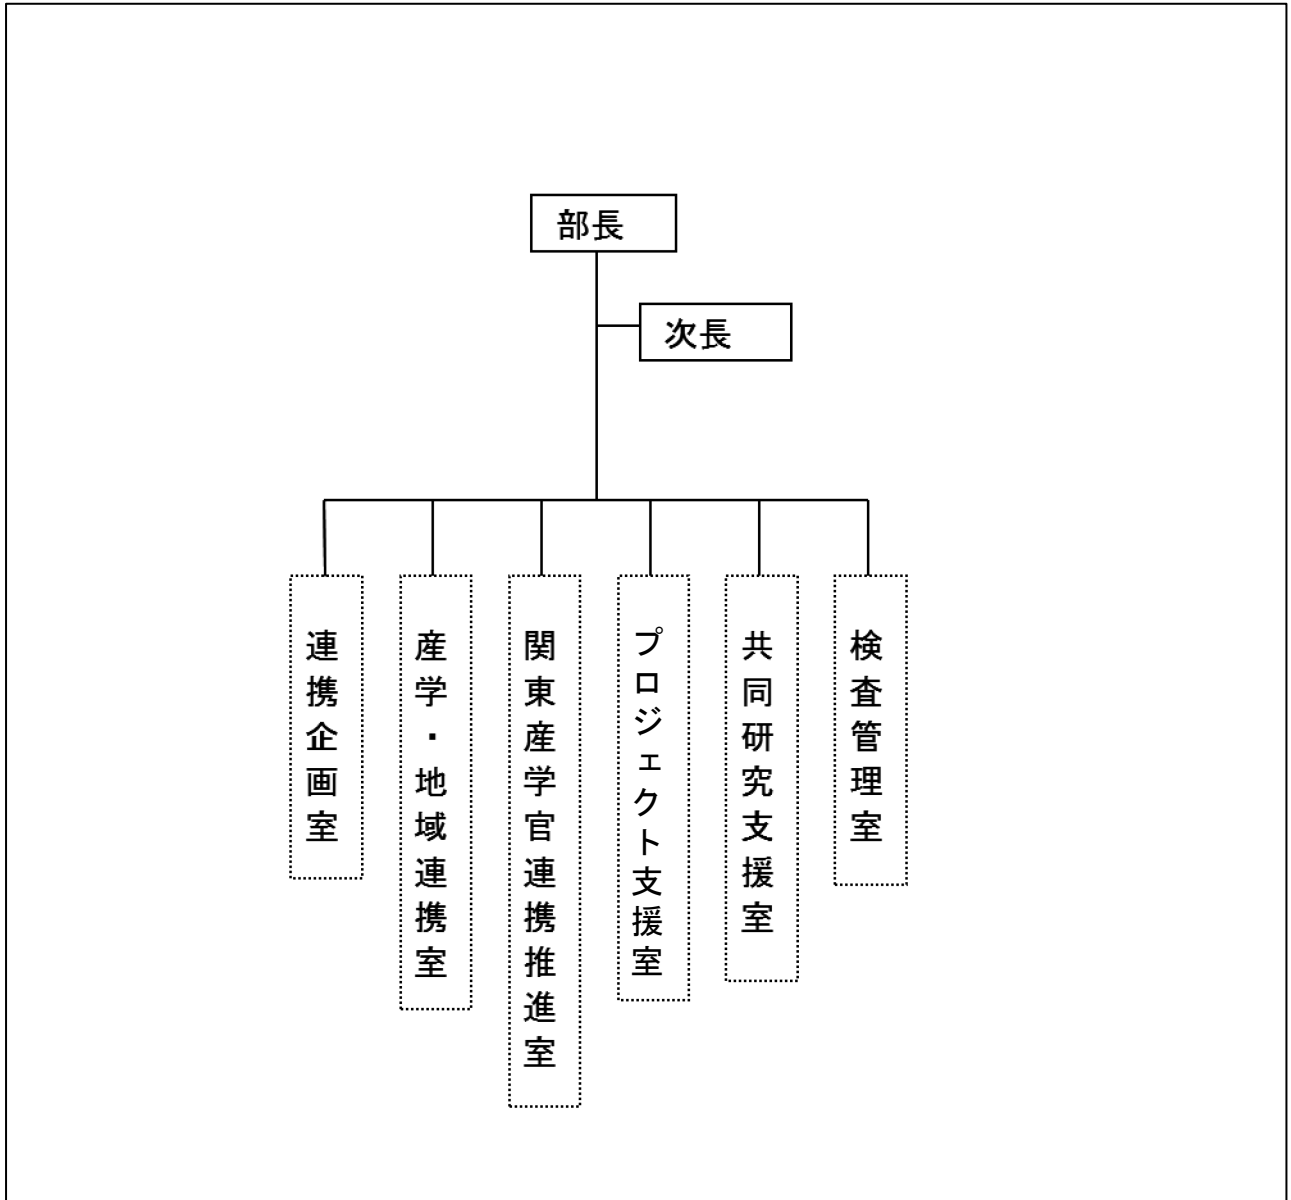 部長
次長
連携企画室
産学・地域連携室
関東産学官連携推進室
プロジェクト支援室
共同研究支援室
検査管理室